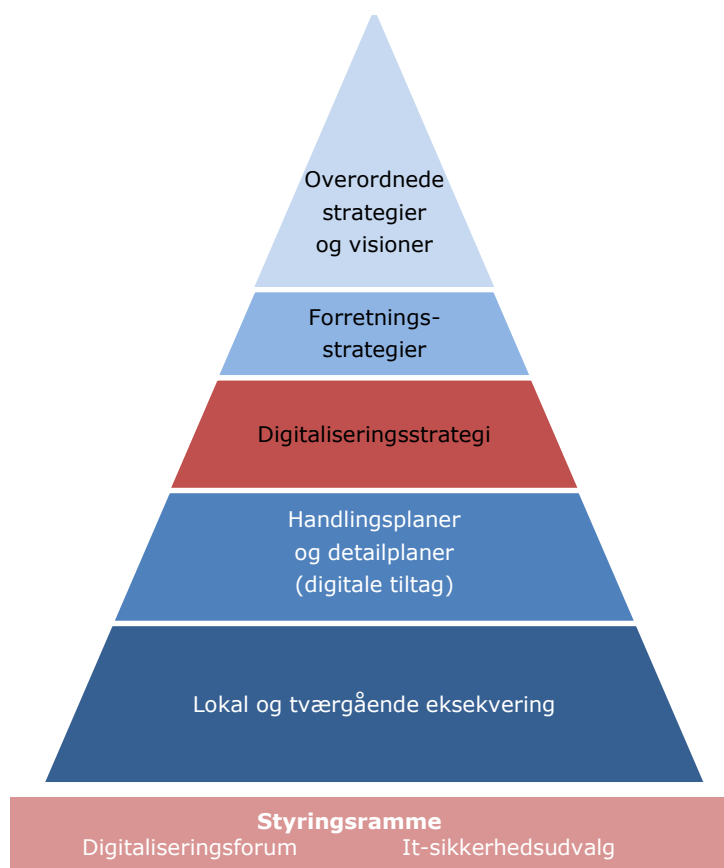 Overordnede
strategier
og visioner
Forretnings-
strategier
Digitaliseringsstrategi
Handlingsplaner
og detailplaner
(digitale tiltag)
Lokal og tværgående eksekvering
Styringsramme
Digitaliseringsforum It-sikkerhedsudvalg